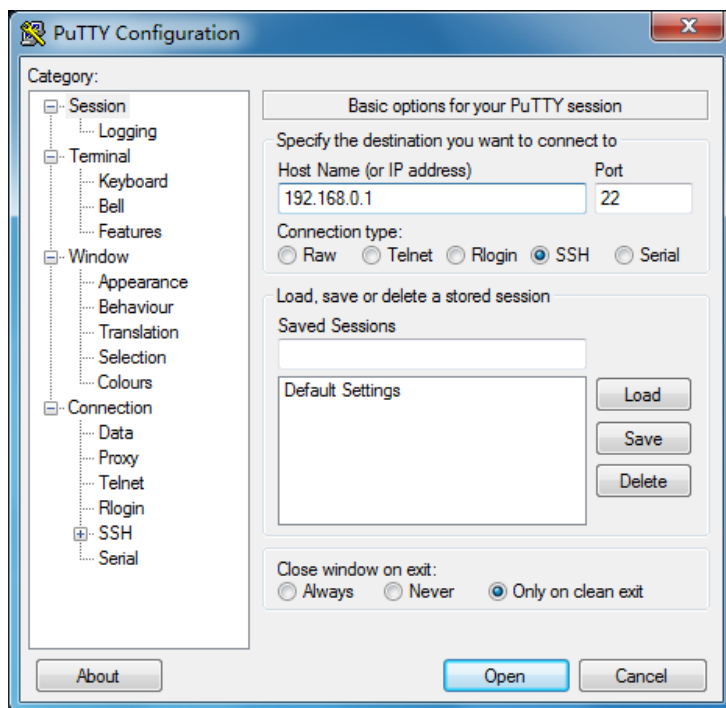 PuTTY Configuration
Category:
Session
Logging
Terminal
Keyboard
Bell
Features
Window
Appearance
Behaviour
Translation
Selection
Colours
Connection
Data
Proxy
Telnet
Rlogin
SSH
Serial
Basic options for your PuTTY session
Specify the destination you want to connect to
Host Name (or IP address) Port
192.168.0.1 22
Connection type:
Raw Telnet Rlogin SSH Serial
Load, save or delete a stored session
Saved Sessions
Default Settings
Load
Save
Delete
Close window on exit:
Always Never Only on clean exit
About Open Cancel